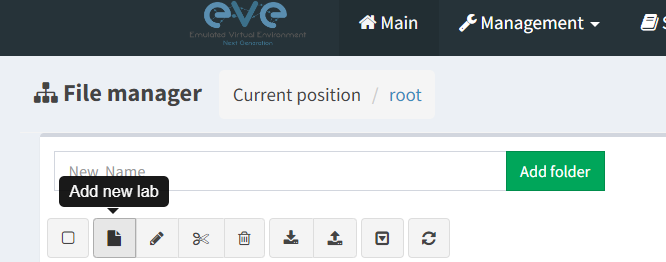 eve
Emulated Virtual Environment
Next Generation
Main
Management
S
File manager
Current position / root
New Name
Add folder
Add new lab